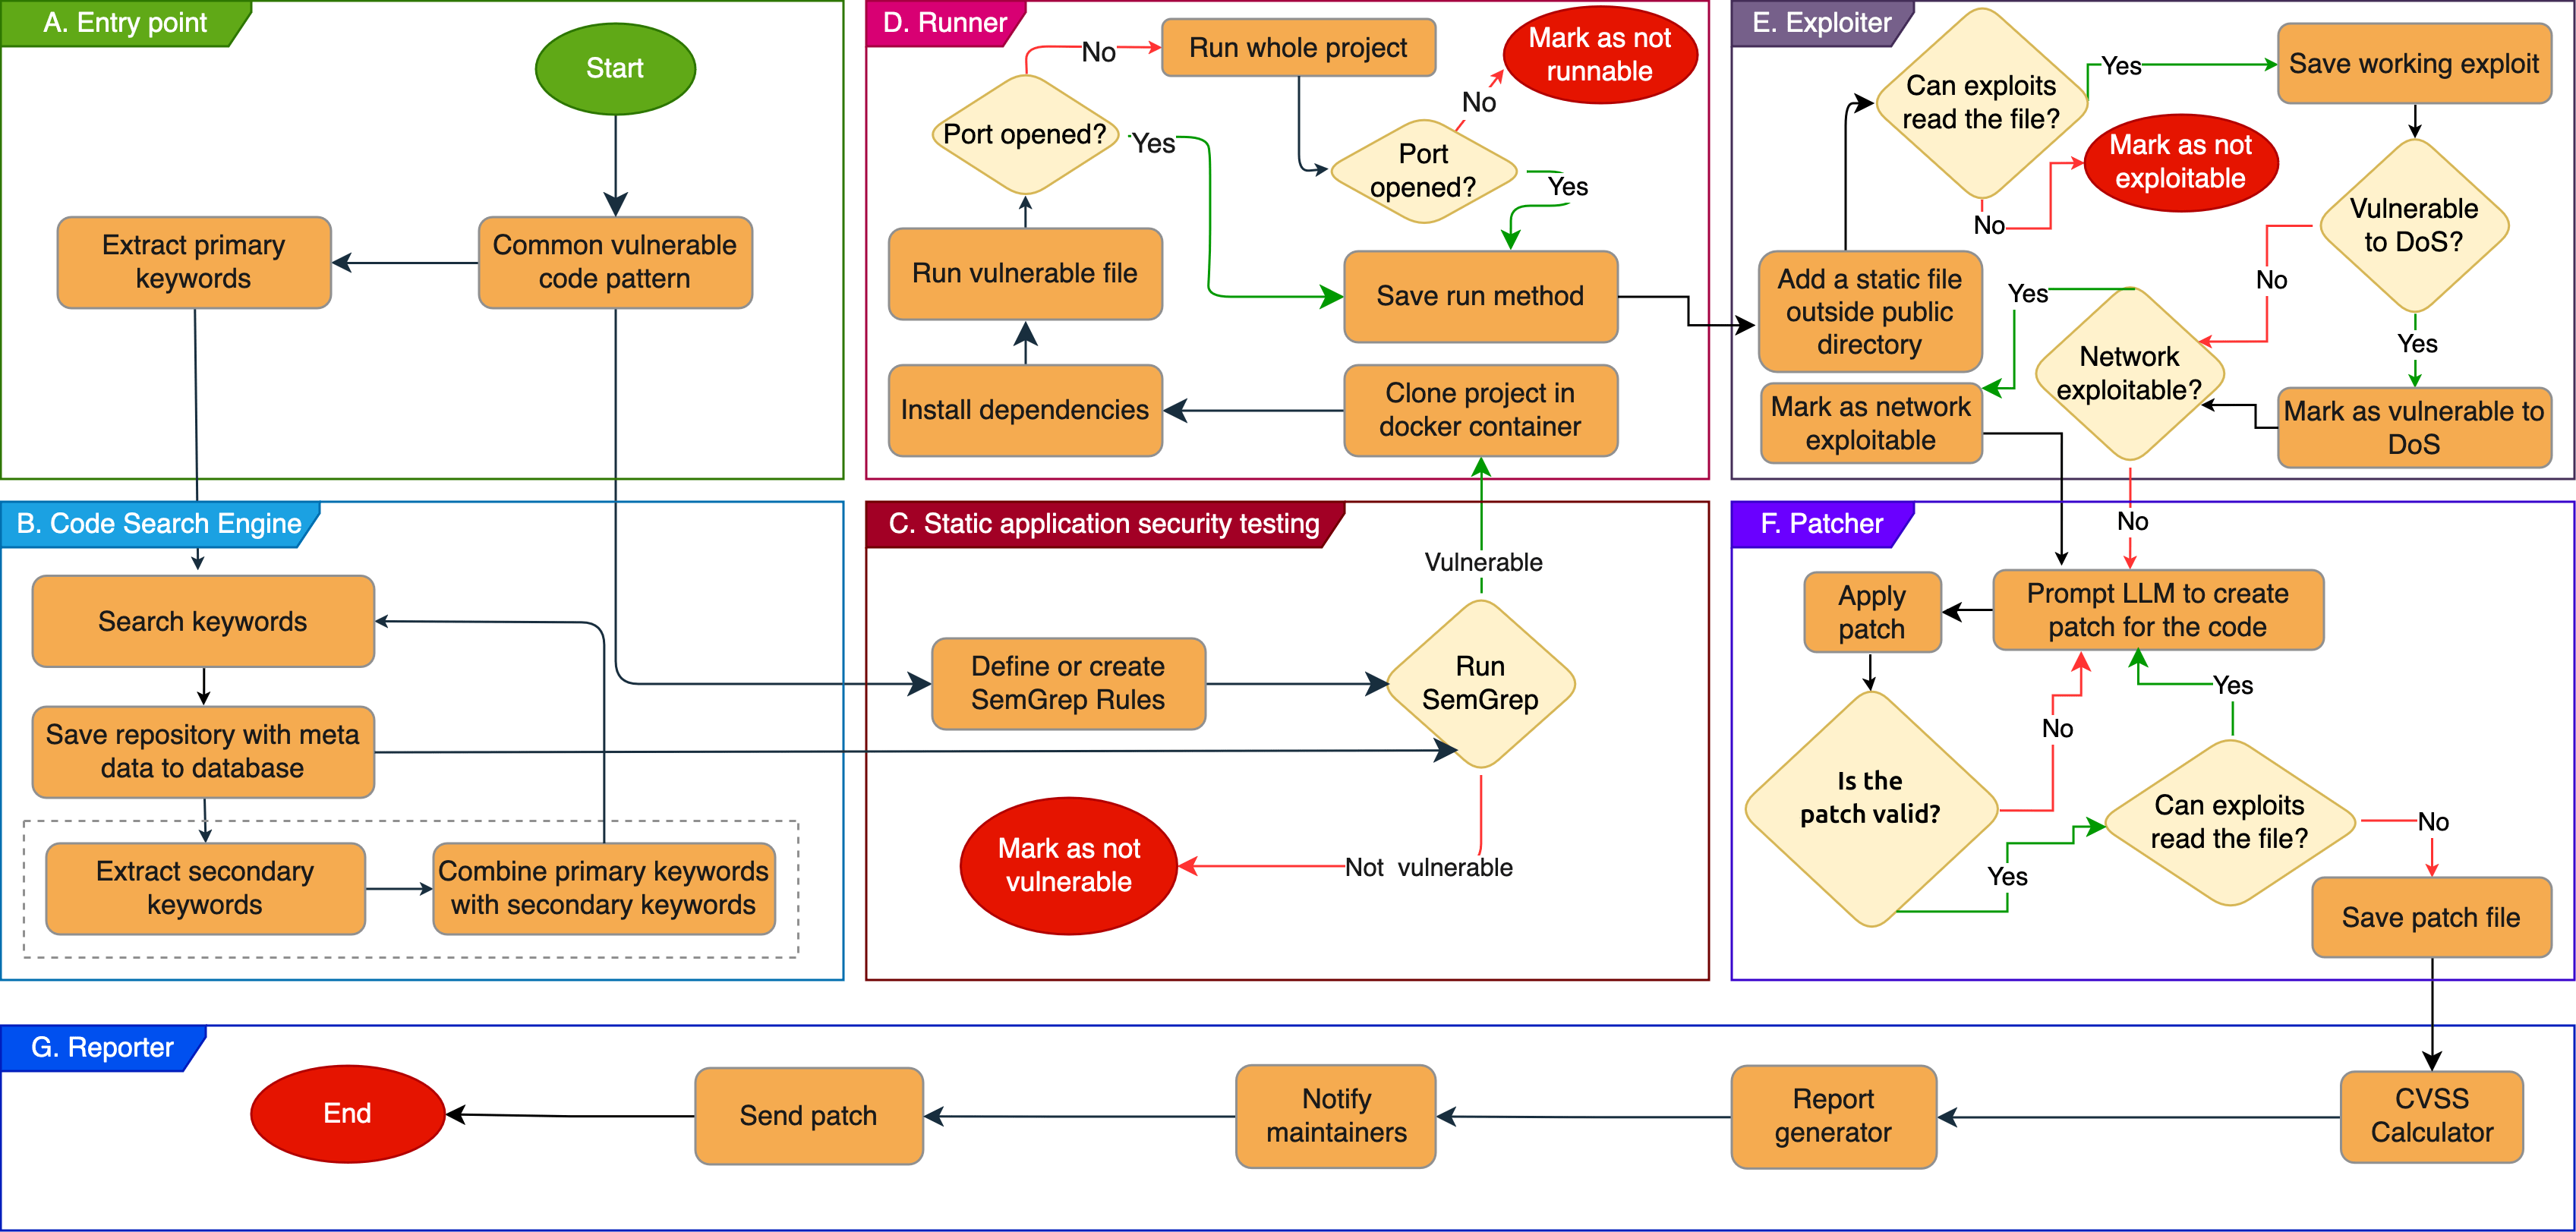 A. Entry point
Start
Extract primary
keywords
Common vulnerable
code pattern
B. Code Search Engine
Search keywords
Save repository with meta
data to database
Extract secondary
keywords
Combine primary keywords
with secondary keywords
C. Static application security testing
Vulnerable
Define or create
SemGrep Rules
Run
SemGrep
Mark as not
vulnerable
Not vulnerable
D. Runner
No
Run whole project
Mark as not
runnable
Port opened?
Yes
No
Port
opened?
Yes
Run vulnerable file
Save run method
Install dependencies
Clone project in
docker container
E. Exploiter
Can exploits
read the file?
Yes
Save working exploit
Mark as not
exploitable
No
Vulnerable
to DoS?
Add a static file
outside public
directory
Yes
No
Network
exploitable?
Yes
Mark as network
exploitable
Mark as vulnerable to
DoS
F. Patcher
No
Apply
patch
Prompt LLM to create
patch for the code
Yes
No
Is the
patch valid?
Can exploits
read the file?
No
Yes
Save patch file
G. Reporter
End
Send patch
Notify
maintainers
Report
generator
CVSS
Calculator